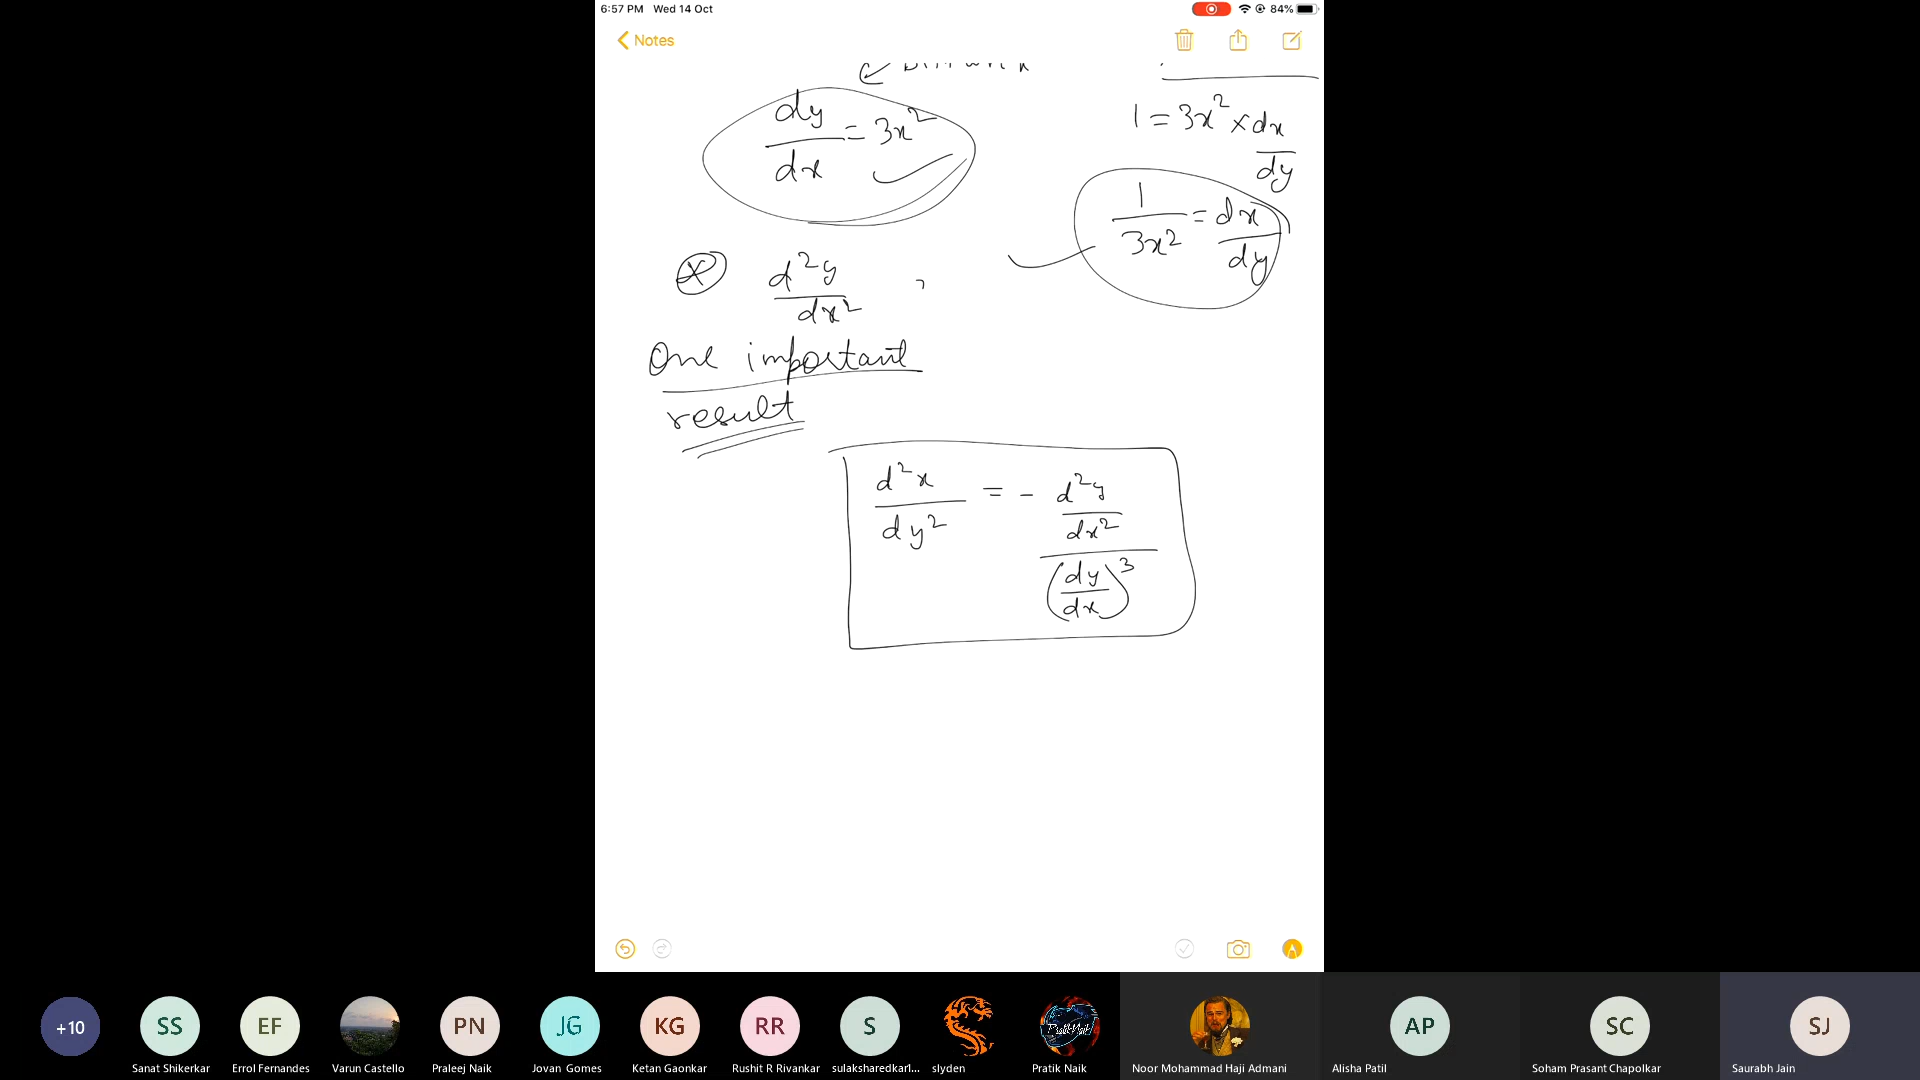 6:57 PM Wed 14 Oct 84%
Notes
dy/dx = 3x²
1 = 3x² × dx/dy
1/3x² = dx/dy
d²y/dx² ,
One important
result
d²x/dy² = - (d²y/dx²)/(dy/dx)³
+10 SS EF PN JG KG RR S Pratik Naik AP SC SJ
Sanat Shikerkar Errol Fernandes Varun Castello Praleej Naik Jovan Goms Ketan Gaonkar Rushit R Rivankar sulaksharedkarl... slyden Pratik Naik Noor Mohammad Haji Admani Alisha Patil Soham Prasant Chapolkar Saurabh Jain